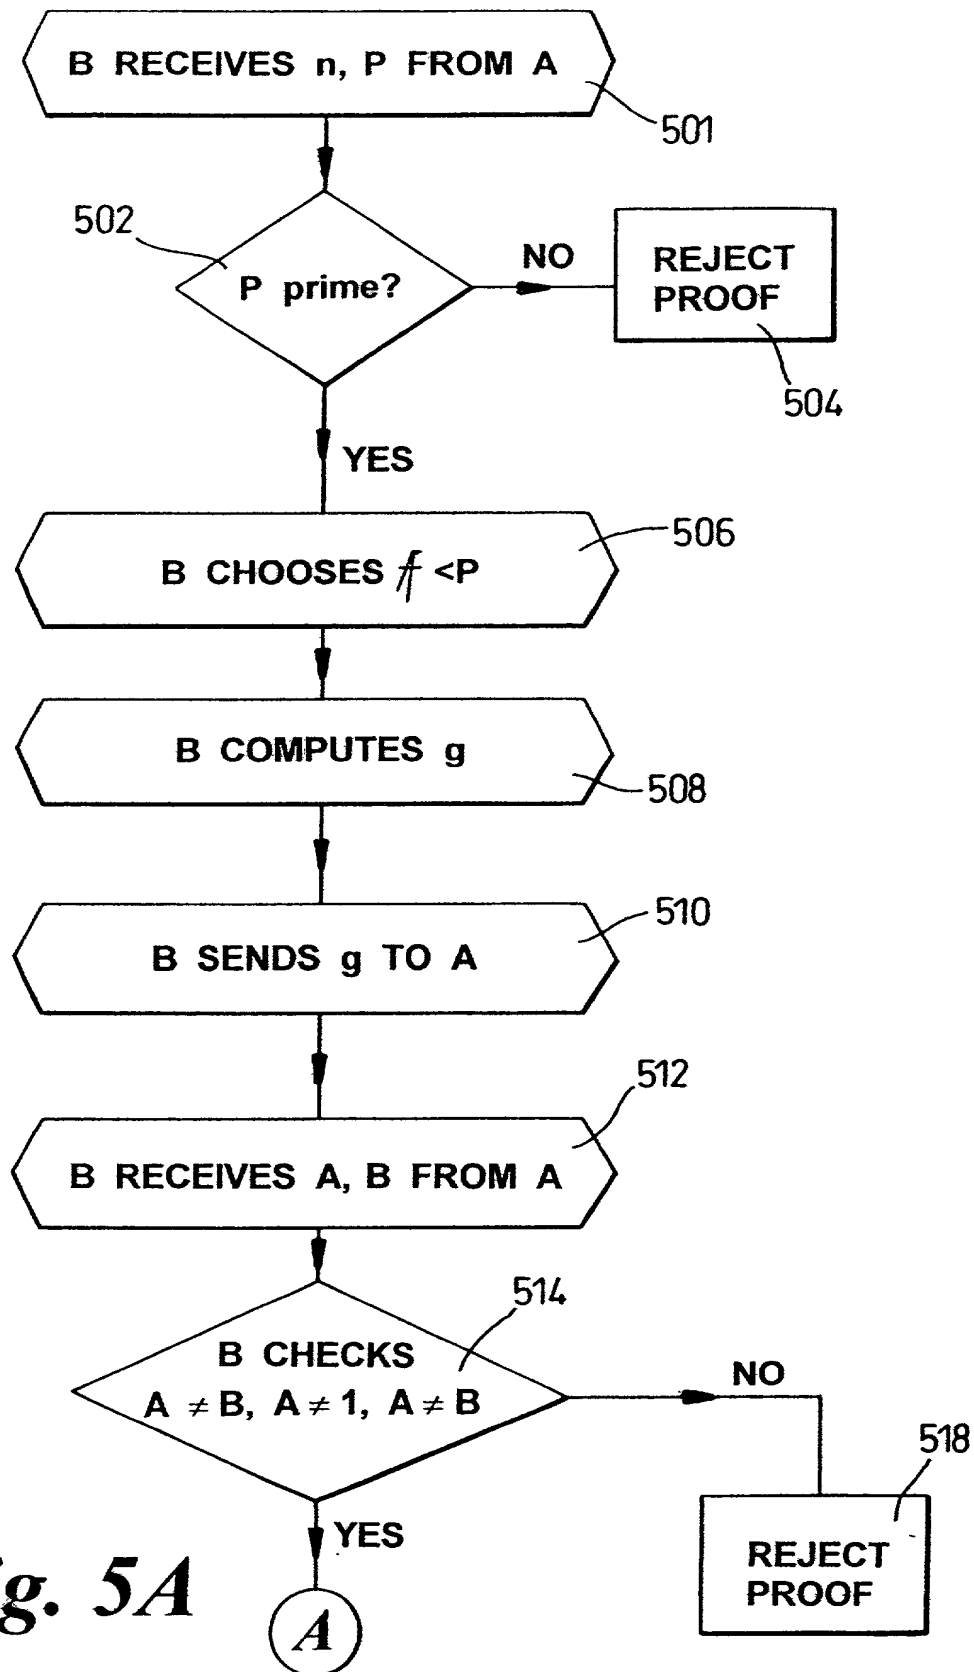 B RECEIVES n, P FROM A
501
502
P prime?
NO
REJECT
PROOF
504
YES
B CHOOSES f <P
506
B COMPUTES g
508
B SENDS g TO A
510
512
B RECEIVES A, B FROM A
514
B CHECKS
A ≠ B, A ≠ 1, A ≠ B
NO
518
REJECT
PROOF
YES
g. 5A
A